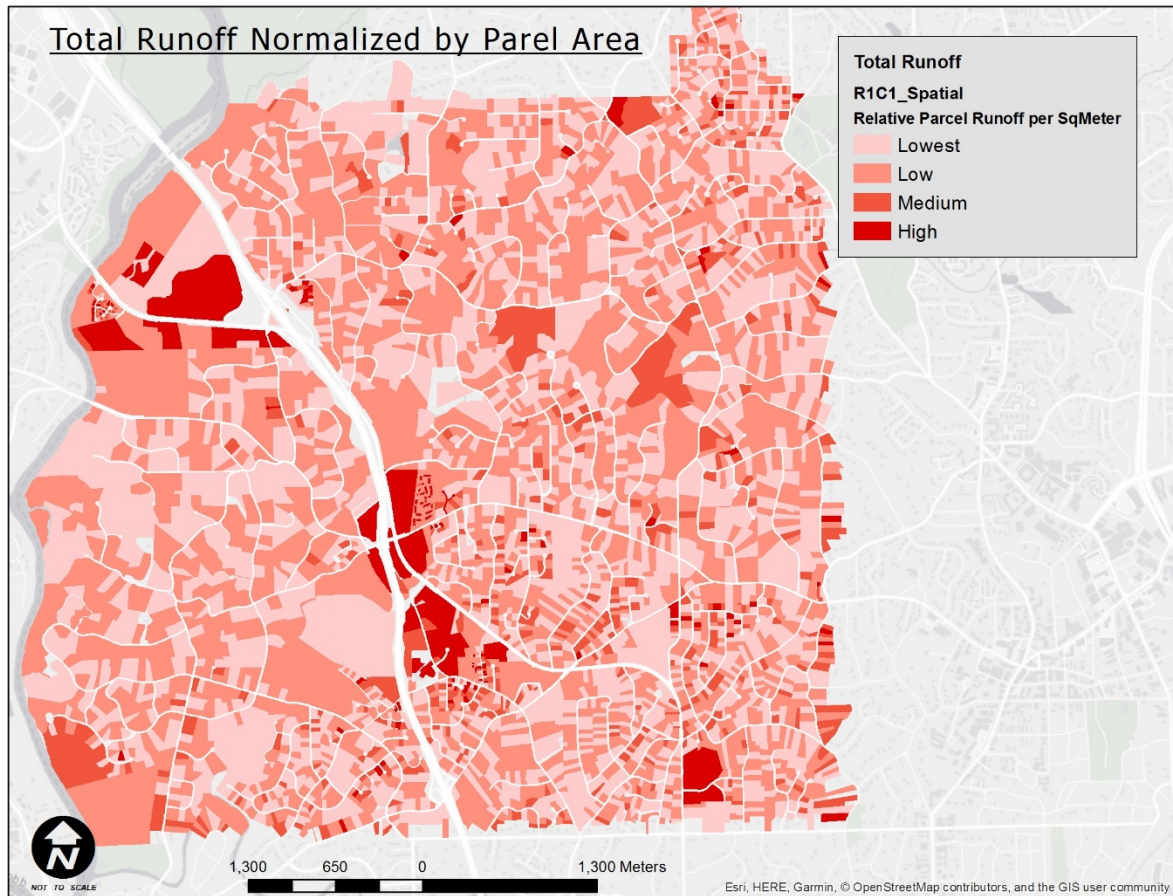 Total Runoff Normalized by Parel Area
Total Runoff
R1C1_Spatial
Relative Parcel Runoff per SqMeter
Lowest
Low
Medium
High
N
NOT TO SCALE
1,300 650 0 1,300 Meters
Esri, HERE, Garmin, © OpenStreetMap contributors, and the GIS user community